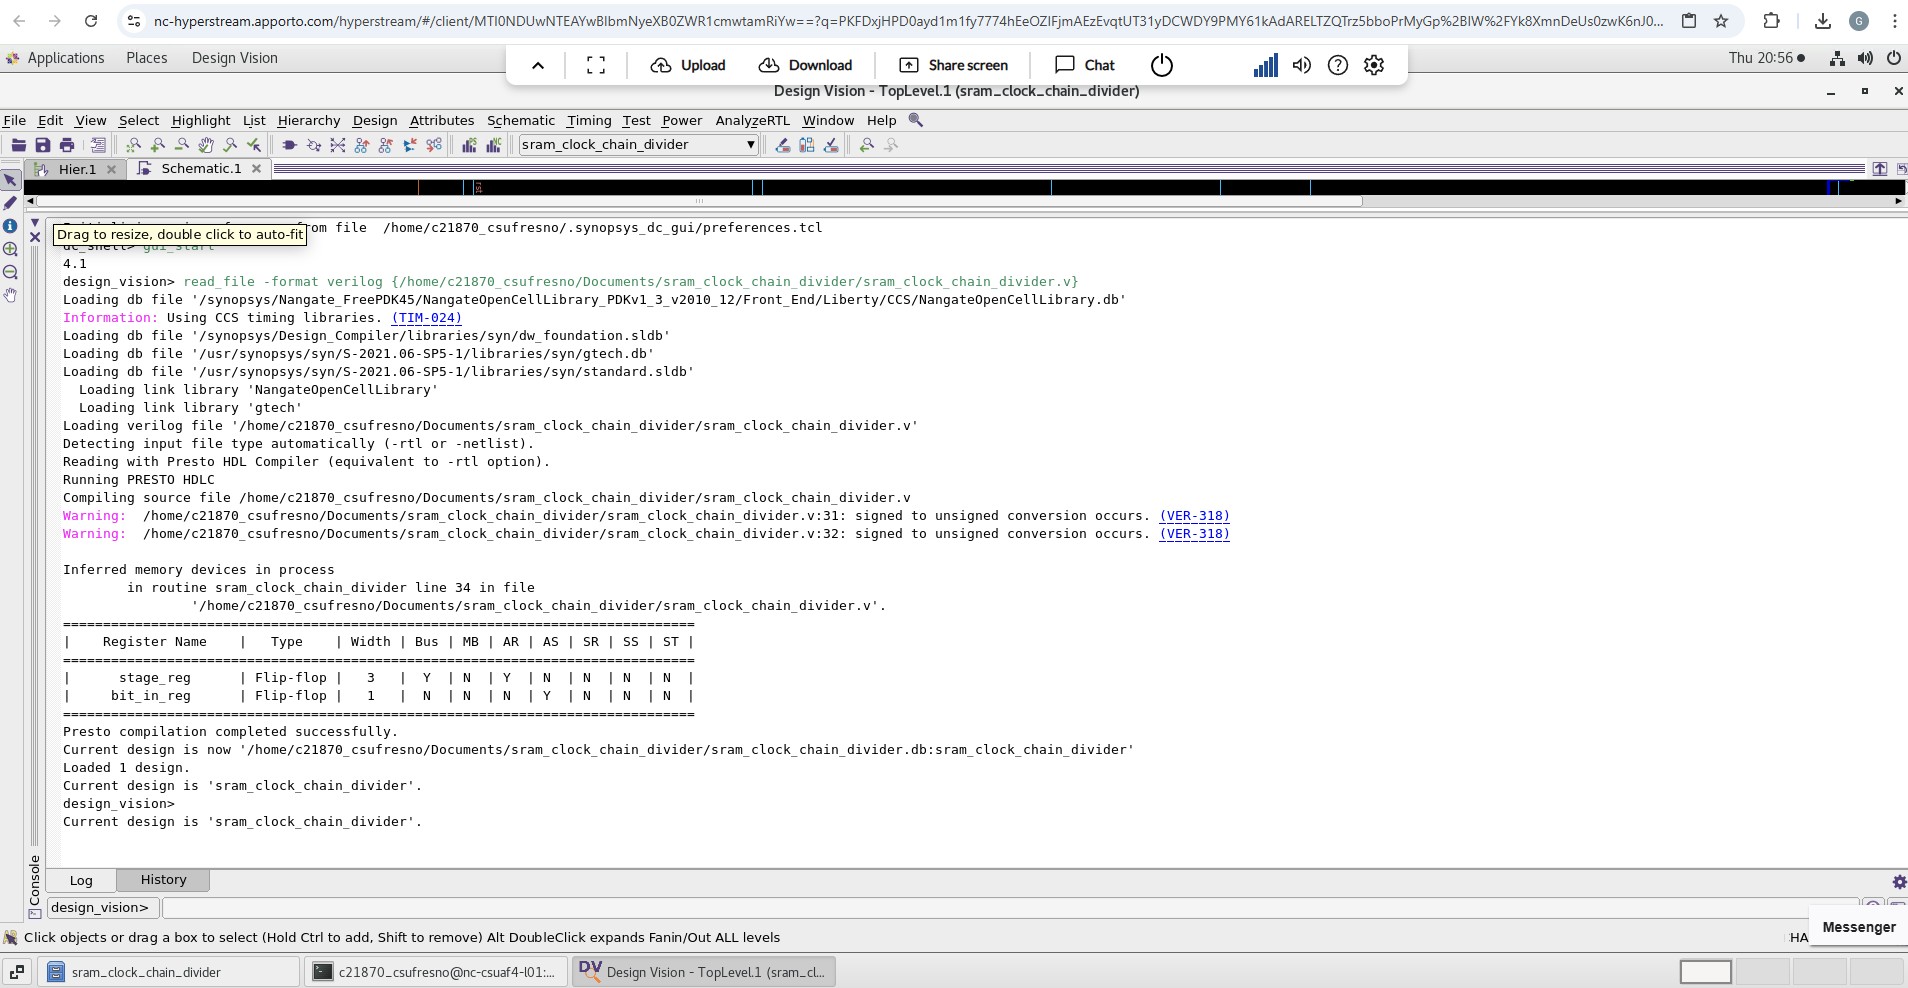 nc-hyperstream.apporto.com/hyperstream/#/client/MTI0NDUwNTEAYwBlbmNyeXB0ZWR1cmwtamRiYw==?q=PKFDxjHPD0ayd1m1fy7774hEeOZIFjmAEzEvqtUT31yDCWDY9PMY61kAdARELTZQTrz5bboPrMyGp%2BlW%2FYk8XmnDeUs0zwK6nJ0...
G
Applications Places Design Vision
Upload Download Share screen Chat
Thu 20:56
Design Vision - TopLevel.1 (sram_clock_chain_divider)
File Edit View Select Highlight List Hierarchy Design Attributes Schematic Timing Test Power AnalyzeRTL Window Help
sram_clock_chain_divider
Hier.1 Schematic.1
rst
Drag to resize, double click to auto-fit
om file  /home/c21870_csufresno/.synopsys_dc_gui/preferences.tcl
dc_shell> gui_start
4.1
design_vision> read_file -format verilog {/home/c21870_csufresno/Documents/sram_clock_chain_divider/sram_clock_chain_divider.v}
Loading db file '/synopsys/Nangate_FreePDK45/NangateOpenCellLibrary_PDKv1_3_v2010_12/Front_End/Liberty/CCS/NangateOpenCellLibrary.db'
Information: Using CCS timing libraries. (TIM-024)
Loading db file '/synopsys/Design_Compiler/libraries/syn/dw_foundation.sldb'
Loading db file '/usr/synopsys/syn/S-2021.06-SP5-1/libraries/syn/gtech.db'
Loading db file '/usr/synopsys/syn/S-2021.06-SP5-1/libraries/syn/standard.sldb'
  Loading link library 'NangateOpenCellLibrary'
  Loading link library 'gtech'
Loading verilog file '/home/c21870_csufresno/Documents/sram_clock_chain_divider/sram_clock_chain_divider.v'
Detecting input file type automatically (-rtl or -netlist).
Reading with Presto HDL Compiler (equivalent to -rtl option).
Running PRESTO HDLC
Compiling source file /home/c21870_csufresno/Documents/sram_clock_chain_divider/sram_clock_chain_divider.v
Warning:  /home/c21870_csufresno/Documents/sram_clock_chain_divider/sram_clock_chain_divider.v:31: signed to unsigned conversion occurs. (VER-318)
Warning:  /home/c21870_csufresno/Documents/sram_clock_chain_divider/sram_clock_chain_divider.v:32: signed to unsigned conversion occurs. (VER-318)
Inferred memory devices in process
        in routine sram_clock_chain_divider line 34 in file
                '/home/c21870_csufresno/Documents/sram_clock_chain_divider/sram_clock_chain_divider.v'.
===============================================================================
|    Register Name    |   Type    | Width | Bus | MB | AR | AS | SR | SS | ST |
===============================================================================
|      stage_reg      | Flip-flop |   3   |  Y  | N  | Y  | N  | N  | N  | N  |
|     bit_in_reg      | Flip-flop |   1   |  N  | N  | N  | Y  | N  | N  | N  |
===============================================================================
Presto compilation completed successfully.
Current design is now '/home/c21870_csufresno/Documents/sram_clock_chain_divider/sram_clock_chain_divider.db:sram_clock_chain_divider'
Loaded 1 design.
Current design is 'sram_clock_chain_divider'.
design_vision>
Current design is 'sram_clock_chain_divider'.
Console
Log History
design_vision>
Click objects or drag a box to select (Hold Ctrl to add, Shift to remove) Alt DoubleClick expands Fanin/Out ALL levels
HA
Messenger
sram_clock_chain_divider
c21870_csufresno@nc-csuaf4-l01:...
DV Design Vision - TopLevel.1 (sram_cl...